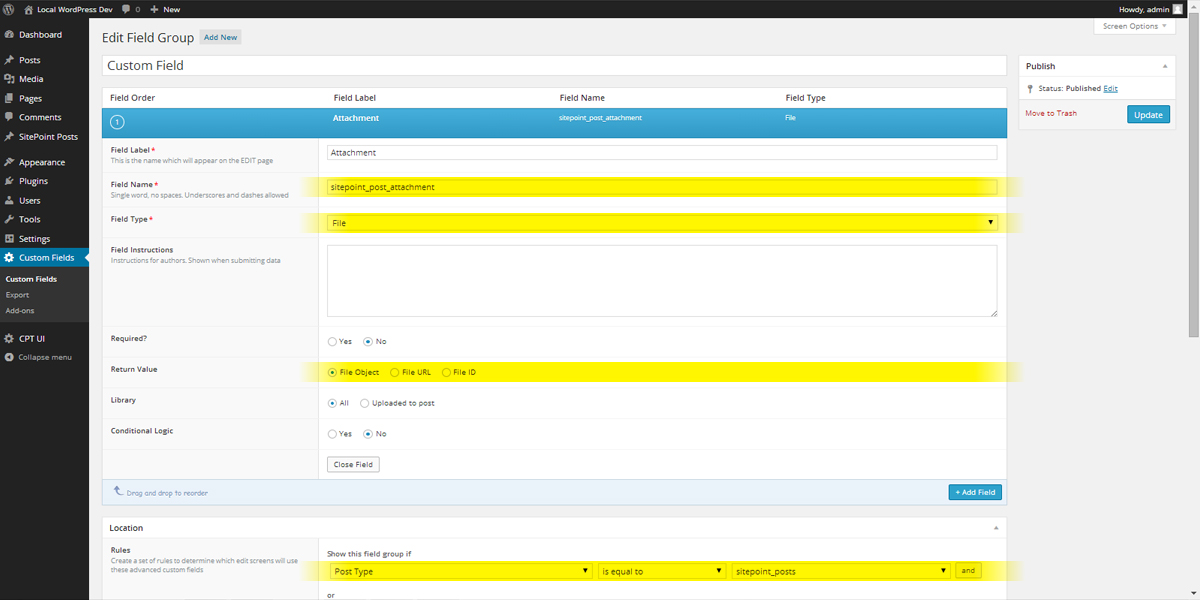 Local WordPress Dev 0 + New Howdy, admin
Screen Options
Dashboard
Posts
Media
Pages
Comments
SitePoint Posts
Appearance
Plugins
Users
Tools
Settings
Custom Fields
Custom Fields
Export
Add-ons
CPT UI
Collapse menu
Edit Field Group Add New
Custom Field
Field Order Field Label Field Name Field Type
1 Attachment sitepoint_post_attachment File
Field Label*
This is the name which will appear on the EDIT page
Attachment
Field Name*
Single word, no spaces. Underscores and dashes allowed
sitepoint_post_attachment
Field Type*
File
Field Instructions
Instructions for authors. Shown when submitting data
Required?
Yes No
Return Value
File Object File URL File ID
Library
All Uploaded to post
Conditional Logic
Yes No
Close Field
Drag and drop to reorder
+ Add Field
Location
Rules
Create a set of rules to determine which edit screens will use
these advanced custom fields
Show this field group if
Post Type is equal to sitepoint_posts and
or
Publish
Status: Published Edit
Move to Trash Update